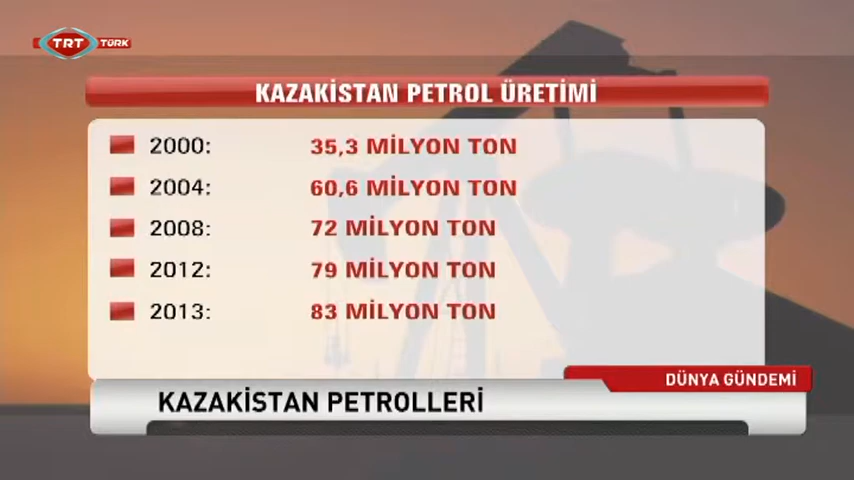 TRT TÜRK
KAZAKİSTAN PETROL ÜRETİMİ
2000: 35,3 MİLYON TON
2004: 60,6 MİLYON TON
2008: 72 MİLYON TON
2012: 79 MİLYON TON
2013: 83 MİLYON TON
DÜNYA GÜNDEMİ
KAZAKİSTAN PETROLLERİ